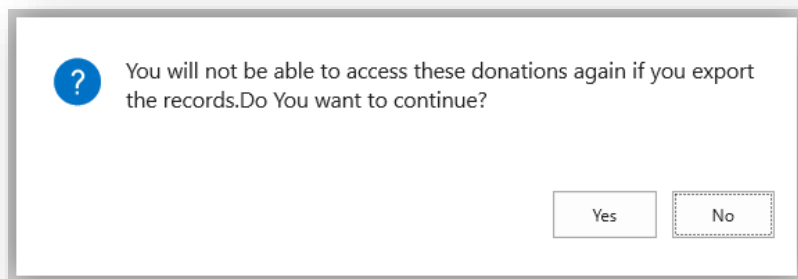 ?
You will not be able to access these donations again if you export
the records.Do You want to continue?
Yes
No